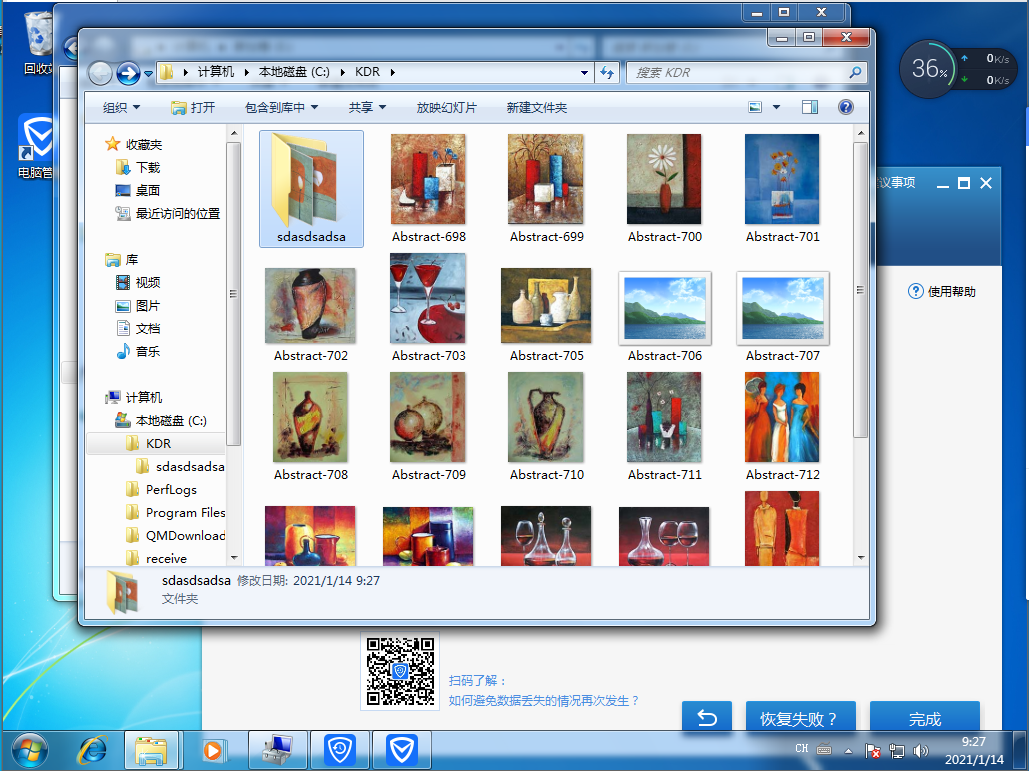 回收站
电脑管
计算机 本地磁盘 (C:) KDR
搜索 KDR
组织 打开 包含到库中 共享 放映幻灯片 新建文件夹
收藏夹
下载
桌面
最近访问的位置
库
视频
图片
文档
音乐
计算机
本地磁盘 (C:)
KDR
sdasdsadsa
PerfLogs
Program Files
QMDownload
receive
sdasdsadsa
Abstract-698
Abstract-699
Abstract-700
Abstract-701
Abstract-702
Abstract-703
Abstract-705
Abstract-706
Abstract-707
Abstract-708
Abstract-709
Abstract-710
Abstract-711
Abstract-712
sdasdsadsa 修改日期: 2021/1/14 9:27
文件夹
36%
0K/s
0K/s
议事项
使用帮助
扫码了解：
如何避免数据丢失的情况再次发生？
恢复失败？
完成
CH
9:27
2021/1/14